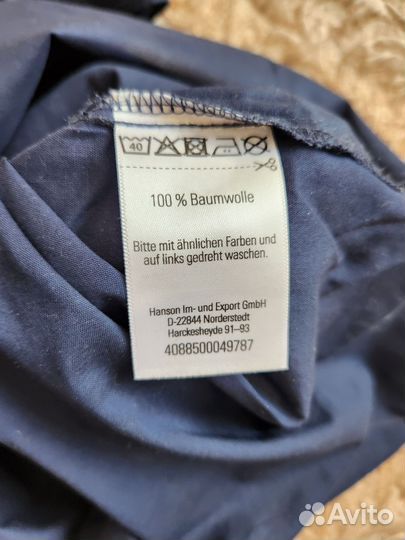 40
100 % Baumwolle
Bitte mit ähnlichen Farben und
auf links gedreht waschen.
Hanson Im- und Export GmbH
D-22844 Norderstedt
Harckesheyde 91–93
4088500049787
Avito